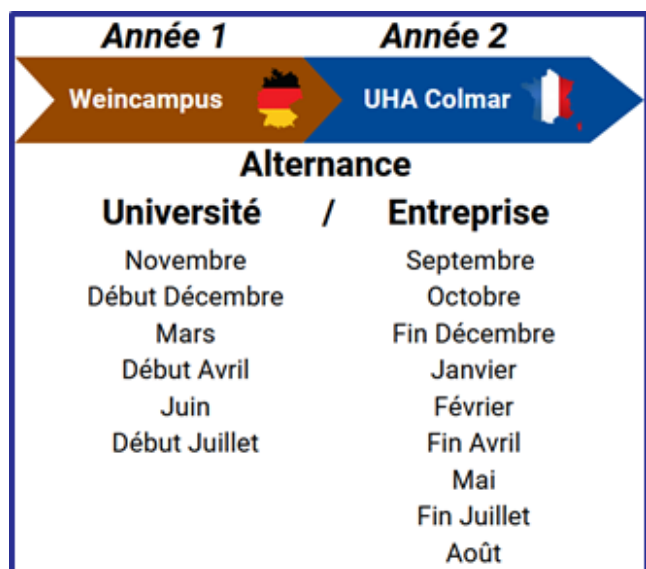 Année 1 Année 2
Weincampus UHA Colmar
Alternance
Université / Entreprise
Novembre Septembre
Début Décembre Octobre
Mars Fin Décembre
Début Avril Janvier
Juin Février
Début Juillet Fin Avril
Mai
Fin Juillet
Août